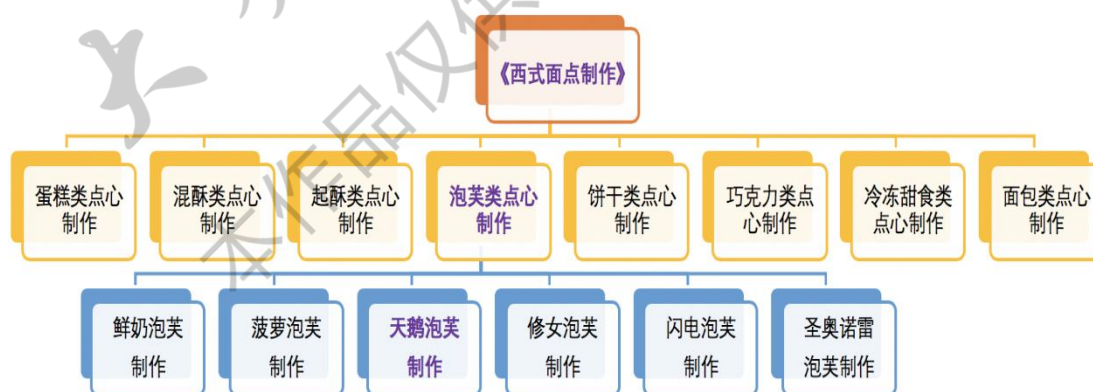 《西式面点制作》
蛋糕类点心
制作
混酥类点心
制作
起酥类点心
制作
泡芙类点心
制作
饼干类点心
制作
巧克力类点
心制作
冷冻甜食类
点心制作
面包类点心
制作
鲜奶泡芙
制作
菠萝泡芙
制作
天鹅泡芙
制作
修女泡芙
制作
闪电泡芙
制作
圣奥诺雷
泡芙制作
本作品仅供